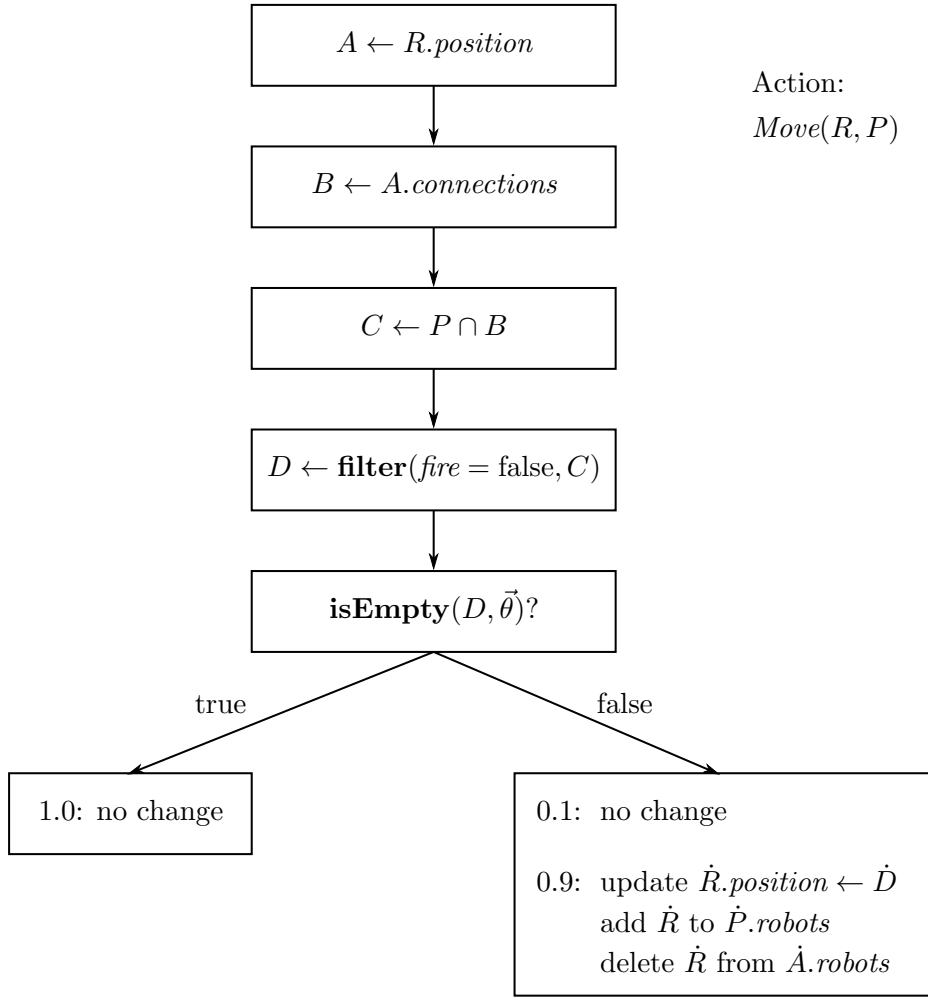 A ← R.position
Action:
Move(R, P)
B ← A.connections
C ← P ∩ B
D ← filter(fire = false, C)
isEmpty(D, θ⃗)?
true
false
1.0: no change
0.1: no change
0.9: update Ṙ.position ← Ḋ
add Ṙ to Ṗ.robots
delete Ṙ from Ȧ.robots